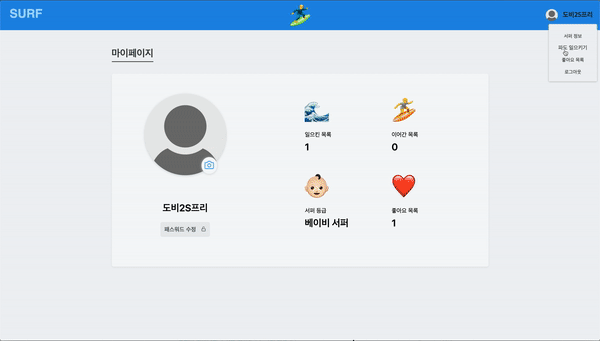 SURF
도비2S프리
서퍼 정보
파도 일으키기
좋아요 목록
로그아웃
마이페이지
일으킨 목록
1
이어간 목록
0
도비2S프리
패스워드 수정
서퍼 등급
베이비 서퍼
좋아요 목록
1